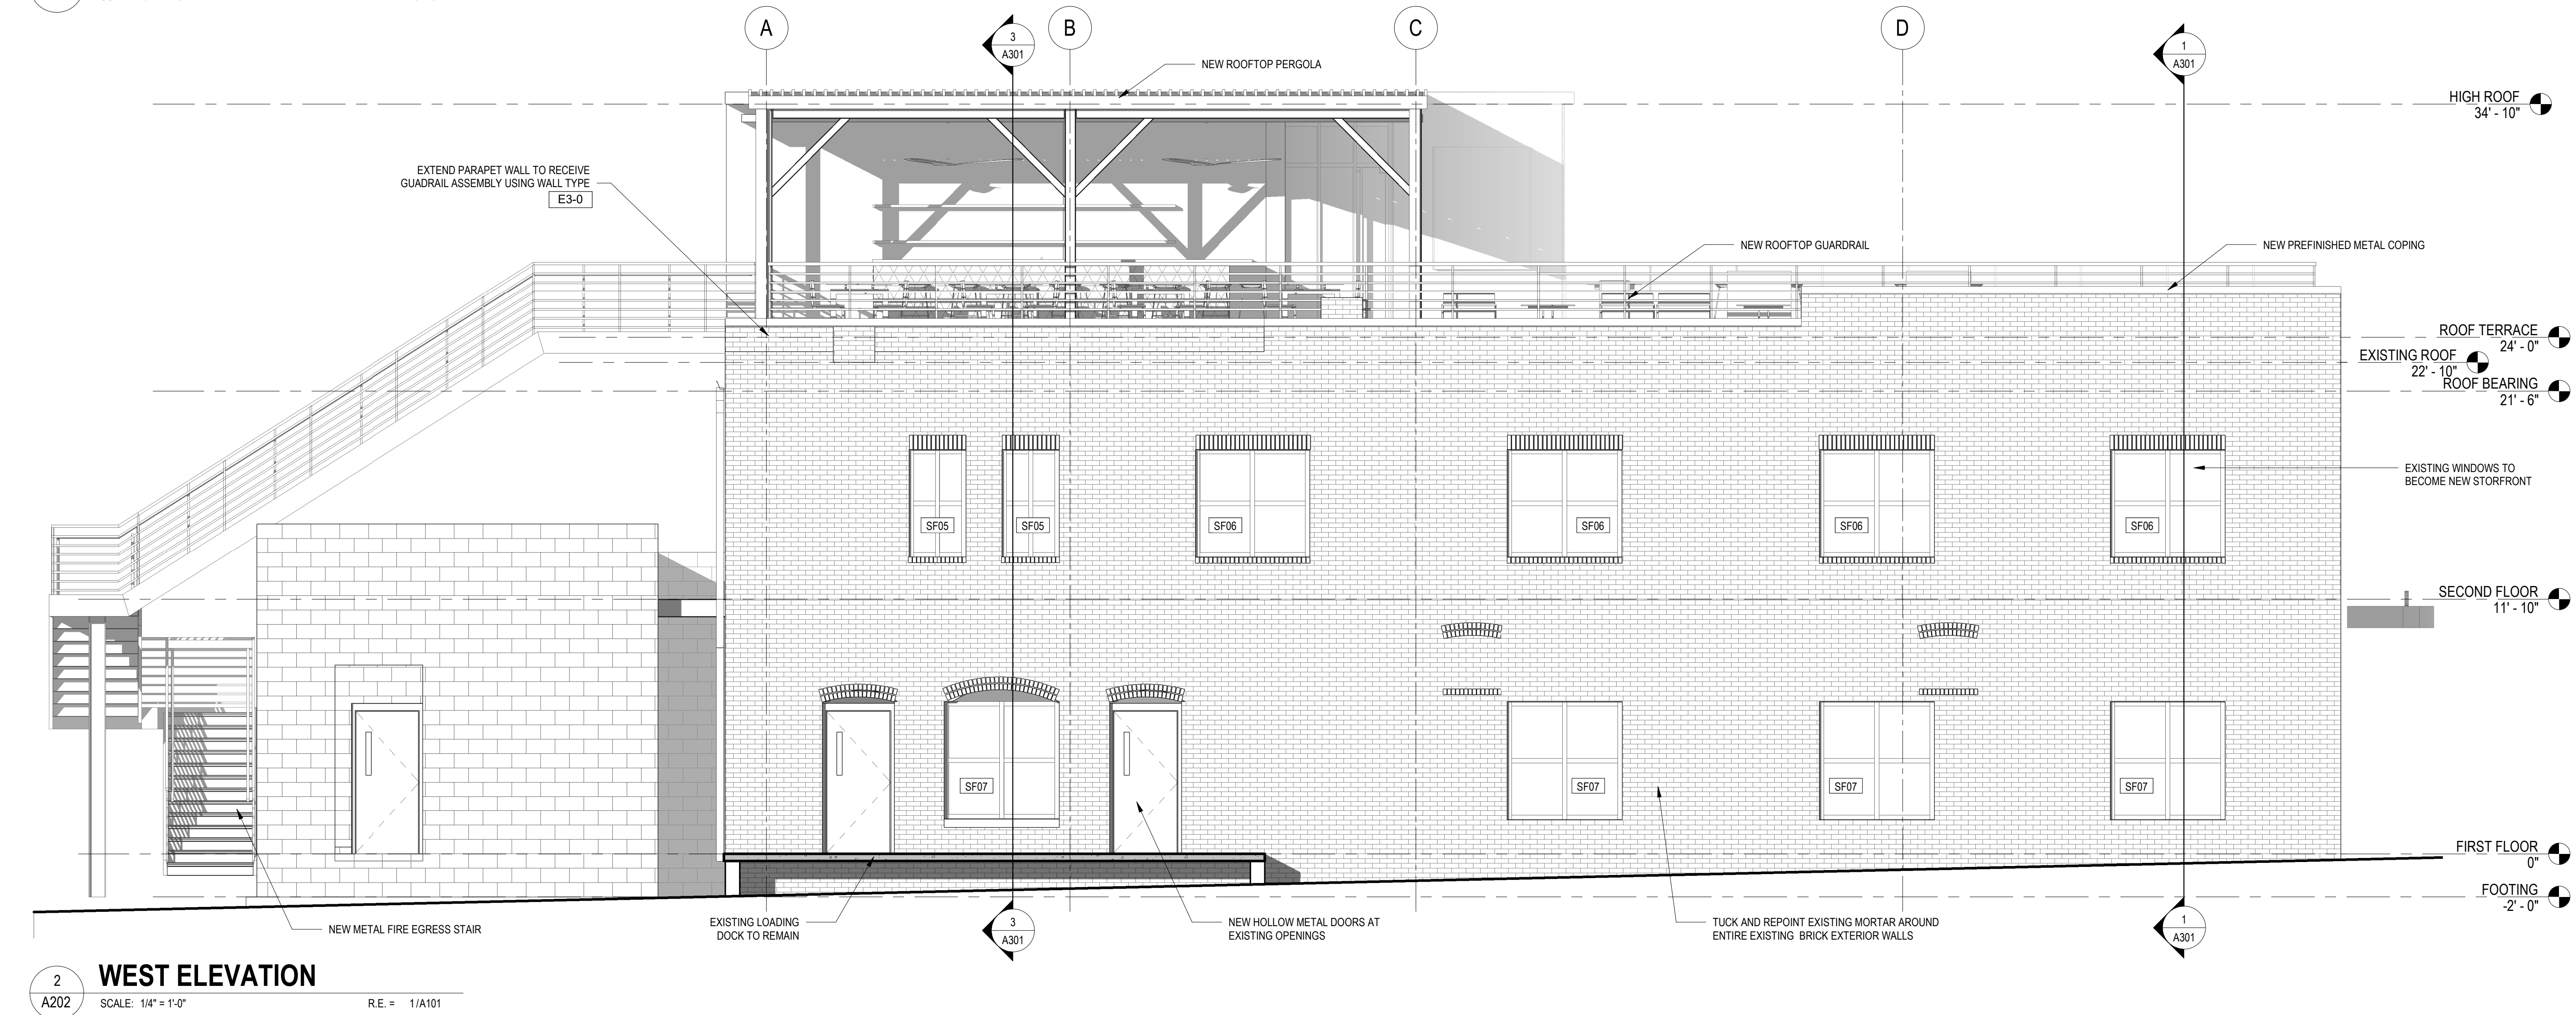 A
B
C
D
3
A301
1
A301
NEW ROOFTOP PERGOLA
HIGH ROOF
34' - 10"
EXTEND PARAPET WALL TO RECEIVE
GUADRAIL ASSEMBLY USING WALL TYPE
E3-0
NEW ROOFTOP GUARDRAIL
NEW PREFINISHED METAL COPING
ROOF TERRACE
24' - 0"
EXISTING ROOF
22' - 10"
ROOF BEARING
21' - 6"
EXISTING WINDOWS TO
BECOME NEW STORFRONT
SF05
SF05
SF06
SF06
SF06
SF06
SECOND FLOOR
11' - 10"
SF07
SF07
SF07
SF07
FIRST FLOOR
0"
FOOTING
-2' - 0"
NEW METAL FIRE EGRESS STAIR
EXISTING LOADING
DOCK TO REMAIN
3
A301
NEW HOLLOW METAL DOORS AT
EXISTING OPENINGS
TUCK AND REPOINT EXISTING MORTAR AROUND
ENTIRE EXISTING BRICK EXTERIOR WALLS
1
A301
2
A202
WEST ELEVATION
SCALE: 1/4" = 1'-0"
R.E. = 1/A101